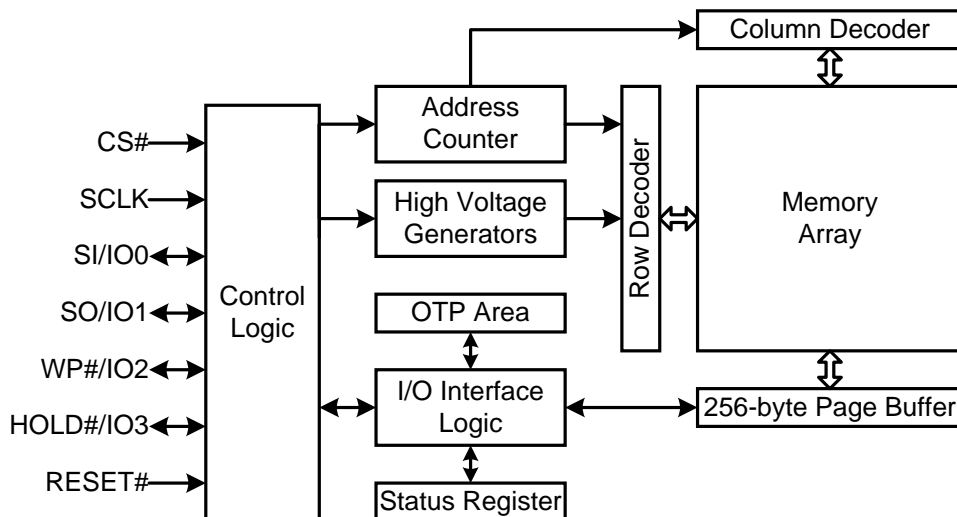 Column Decoder
Address
Counter
CS#
SCLK
SI/IO0
SO/IO1
WP#/IO2
HOLD#/IO3
RESET#
Control
Logic
High Voltage
Generators
Row Decoder
Memory
Array
OTP Area
I/O Interface
Logic
256-byte Page Buffer
Status Register